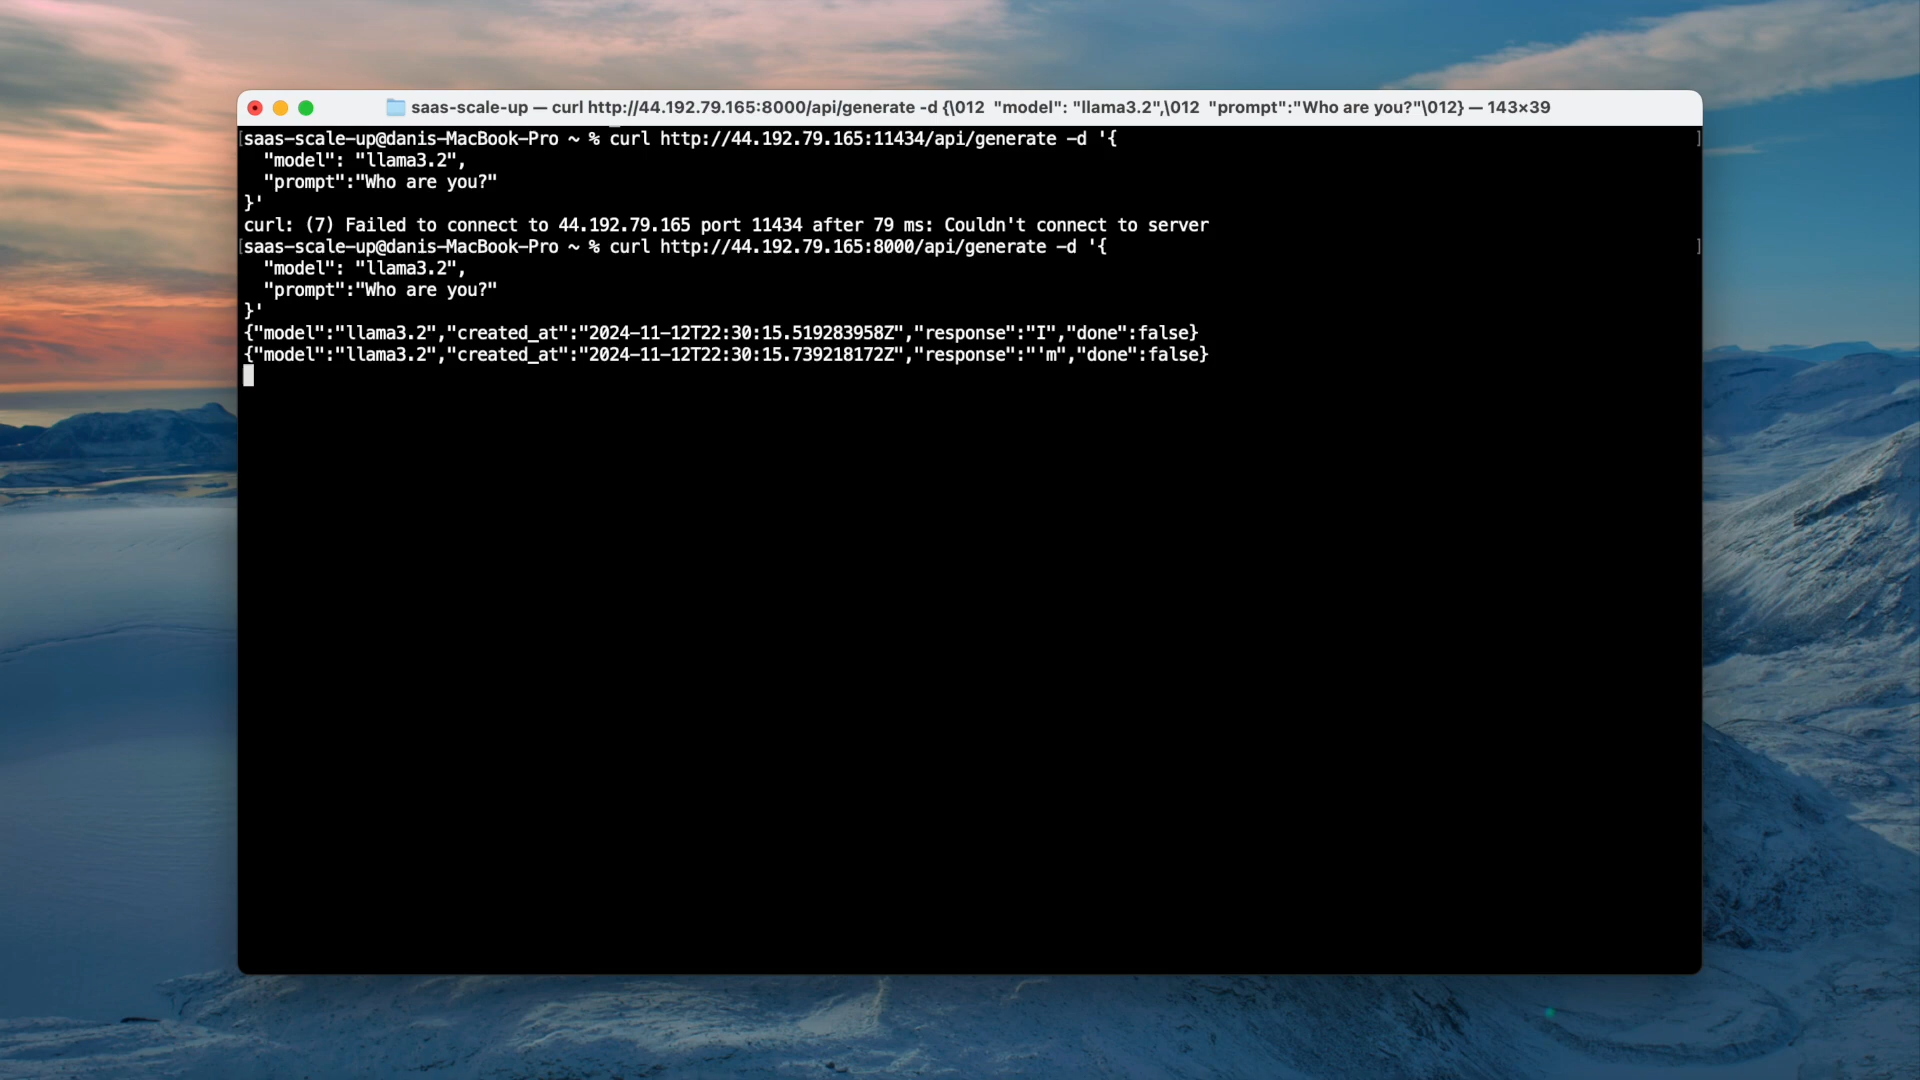 saas-scale-up — curl http://44.192.79.165:8000/api/generate -d {\012  "model": "llama3.2",\012  "prompt":"Who are you?"\012} — 143×39
[saas-scale-up@danis-MacBook-Pro ~ % curl http://44.192.79.165:11434/api/generate -d '{ ]
  "model": "llama3.2",
  "prompt":"Who are you?"
}'
curl: (7) Failed to connect to 44.192.79.165 port 11434 after 79 ms: Couldn't connect to server
[saas-scale-up@danis-MacBook-Pro ~ % curl http://44.192.79.165:8000/api/generate -d '{ ]
  "model": "llama3.2",
  "prompt":"Who are you?"
}'
{"model":"llama3.2","created_at":"2024-11-12T22:30:15.519283958Z","response":"I","done":false}
{"model":"llama3.2","created_at":"2024-11-12T22:30:15.739218172Z","response":"'m","done":false}